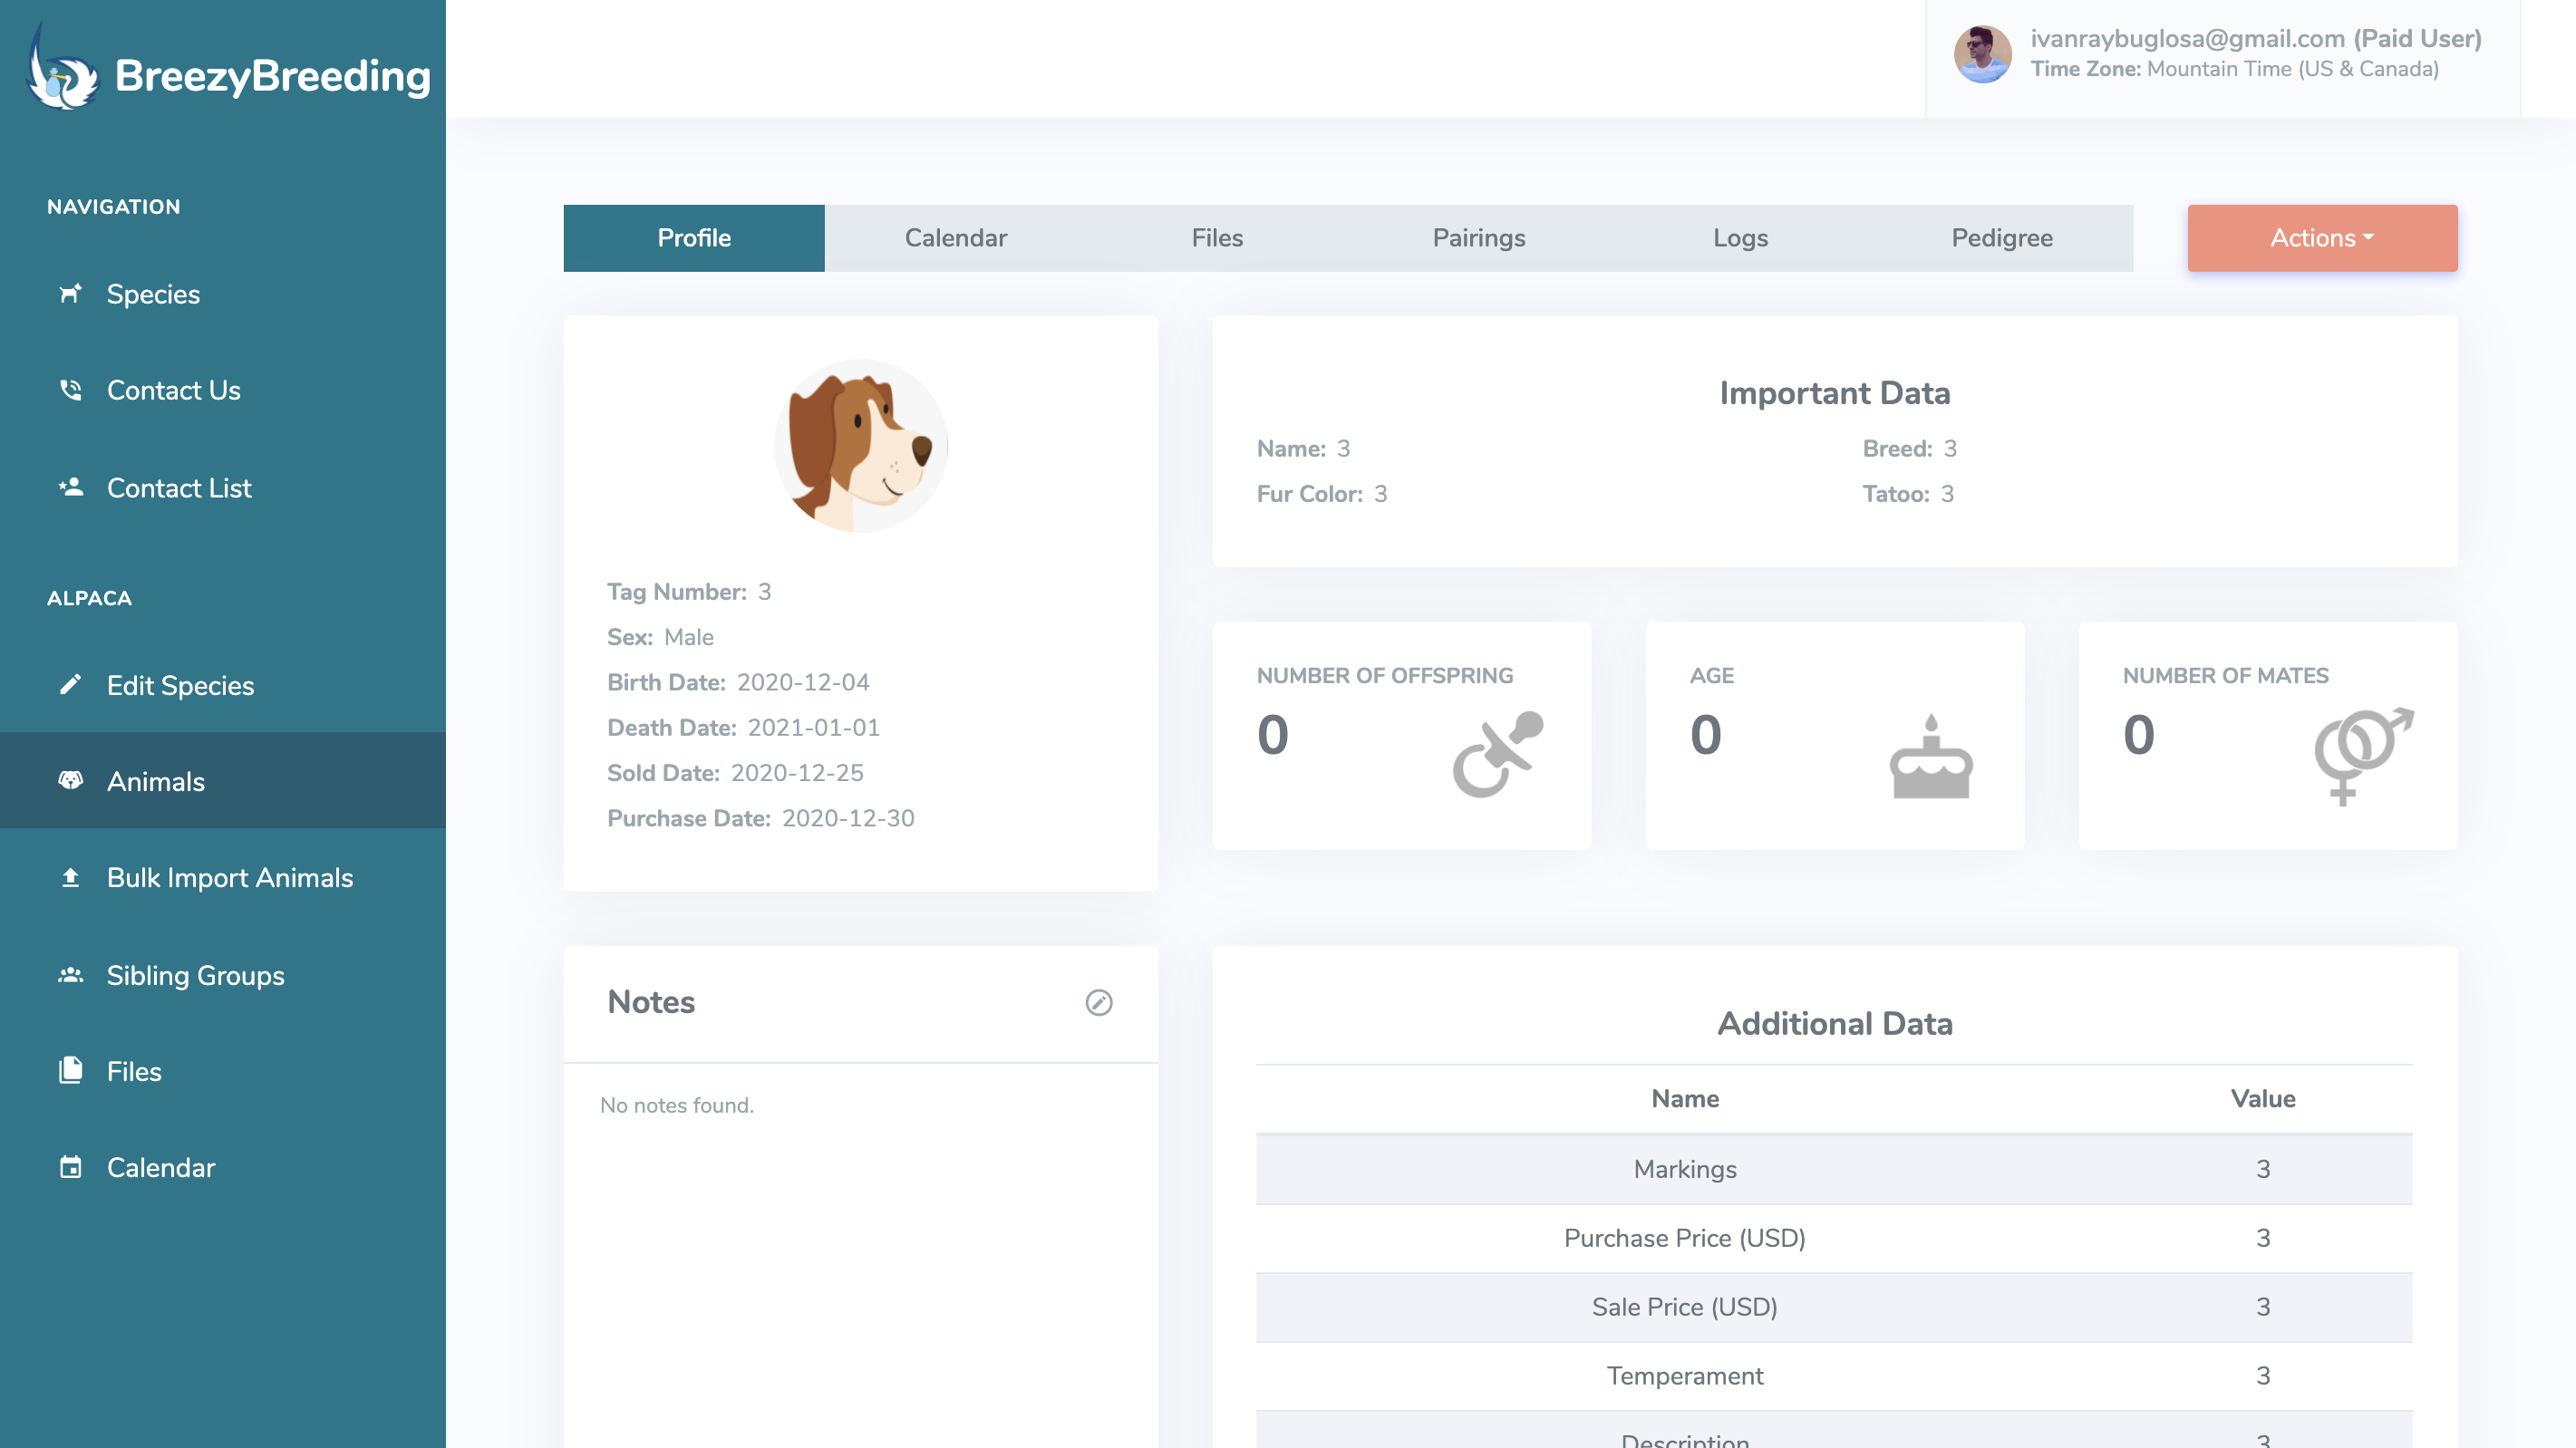 BreezyBreeding
ivanraybuglosa@gmail.com (Paid User)
Time Zone: Mountain Time (US & Canada)
NAVIGATION
Species
Contact Us
Contact List
ALPACA
Edit Species
Animals
Bulk Import Animals
Sibling Groups
Files
Calendar
Profile
Calendar
Files
Pairings
Logs
Pedigree
Actions
Tag Number: 3
Sex: Male
Birth Date: 2020-12-04
Death Date: 2021-01-01
Sold Date: 2020-12-25
Purchase Date: 2020-12-30
Important Data
Name: 3
Breed: 3
Fur Color: 3
Tatoo: 3
NUMBER OF OFFSPRING
0
AGE
0
NUMBER OF MATES
0
Notes
No notes found.
Additional Data
Name Value
Markings 3
Purchase Price (USD) 3
Sale Price (USD) 3
Temperament 3
Description 3